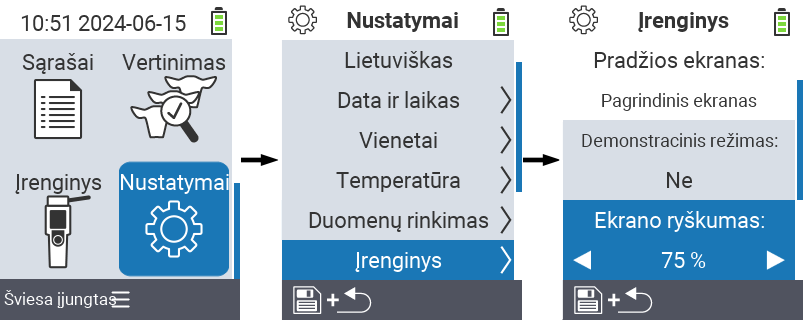 10:51 2024-06-15
Sąrašai
Vertinimas
Įrenginys
Nustatymai
Šviesa įjungtas
Nustatymai
Lietuviškas
Data ir laikas
Vienetai
Temperatūra
Duomenų rinkimas
Įrenginys
Įrenginys
Pradžios ekranas:
Pagrindinis ekranas
Demonstracinis režimas:
Ne
Ekrano ryškumas:
75 %